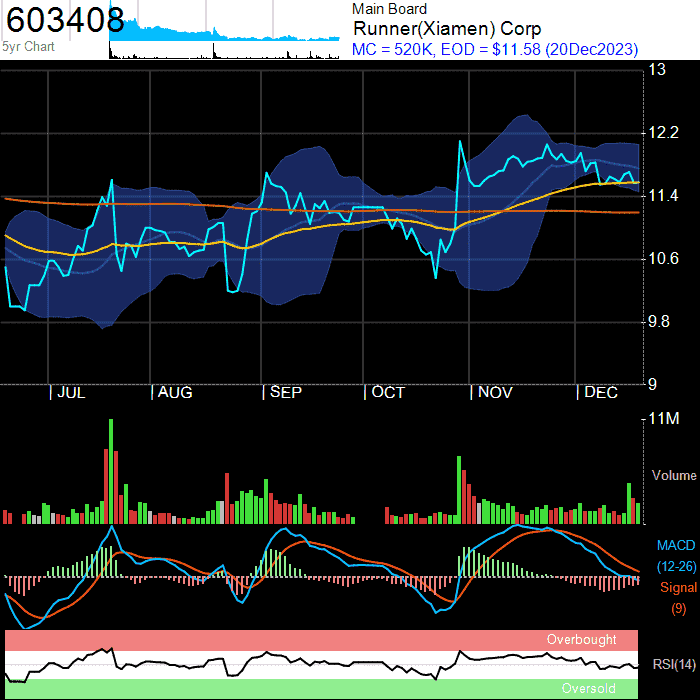 603408
5yr Chart
Main Board
Runner(Xiamen) Corp
MC = 520K, EOD = $11.58 (20Dec2023)
13
12.2
11.4
10.6
9.8
9
| JUL | AUG | SEP | OCT | NOV | DEC
11M
Volume
MACD
(12-26)
Signal
(9)
Overbought
RSI(14)
Oversold